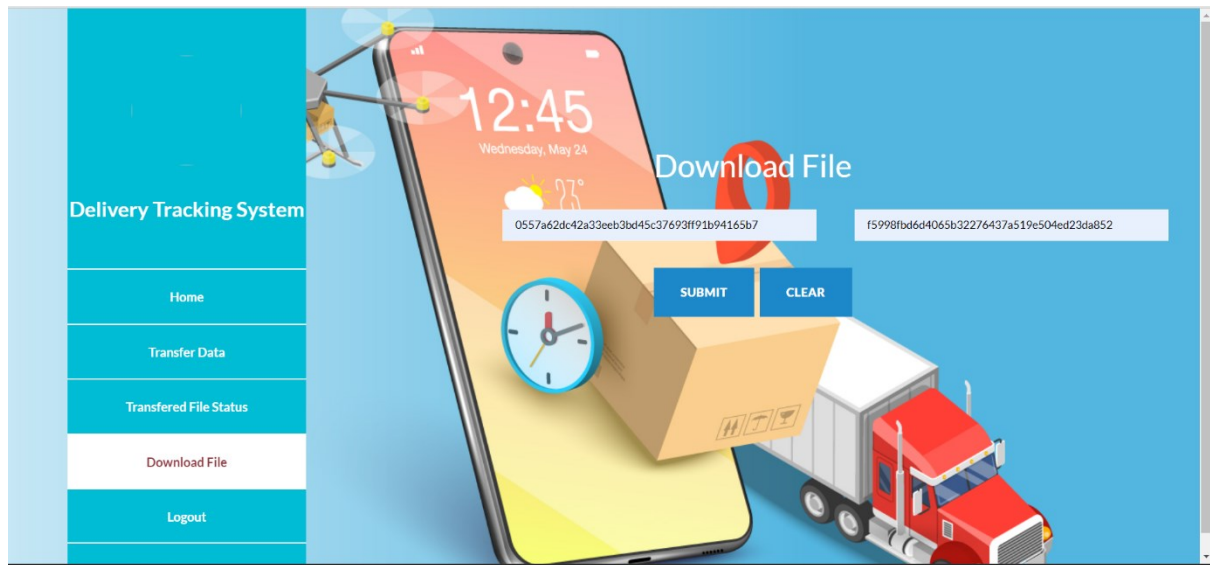 Delivery Tracking System
Home
Transfer Data
Transfered File Status
Download File
Logout
12:45
Wednesday, May 24
23°
Download File
0557a62dc42a33eeb3bd45c37693ff91b94165b7
f5998fbd6d4065b32276437a519e504ed23da852
SUBMIT
CLEAR